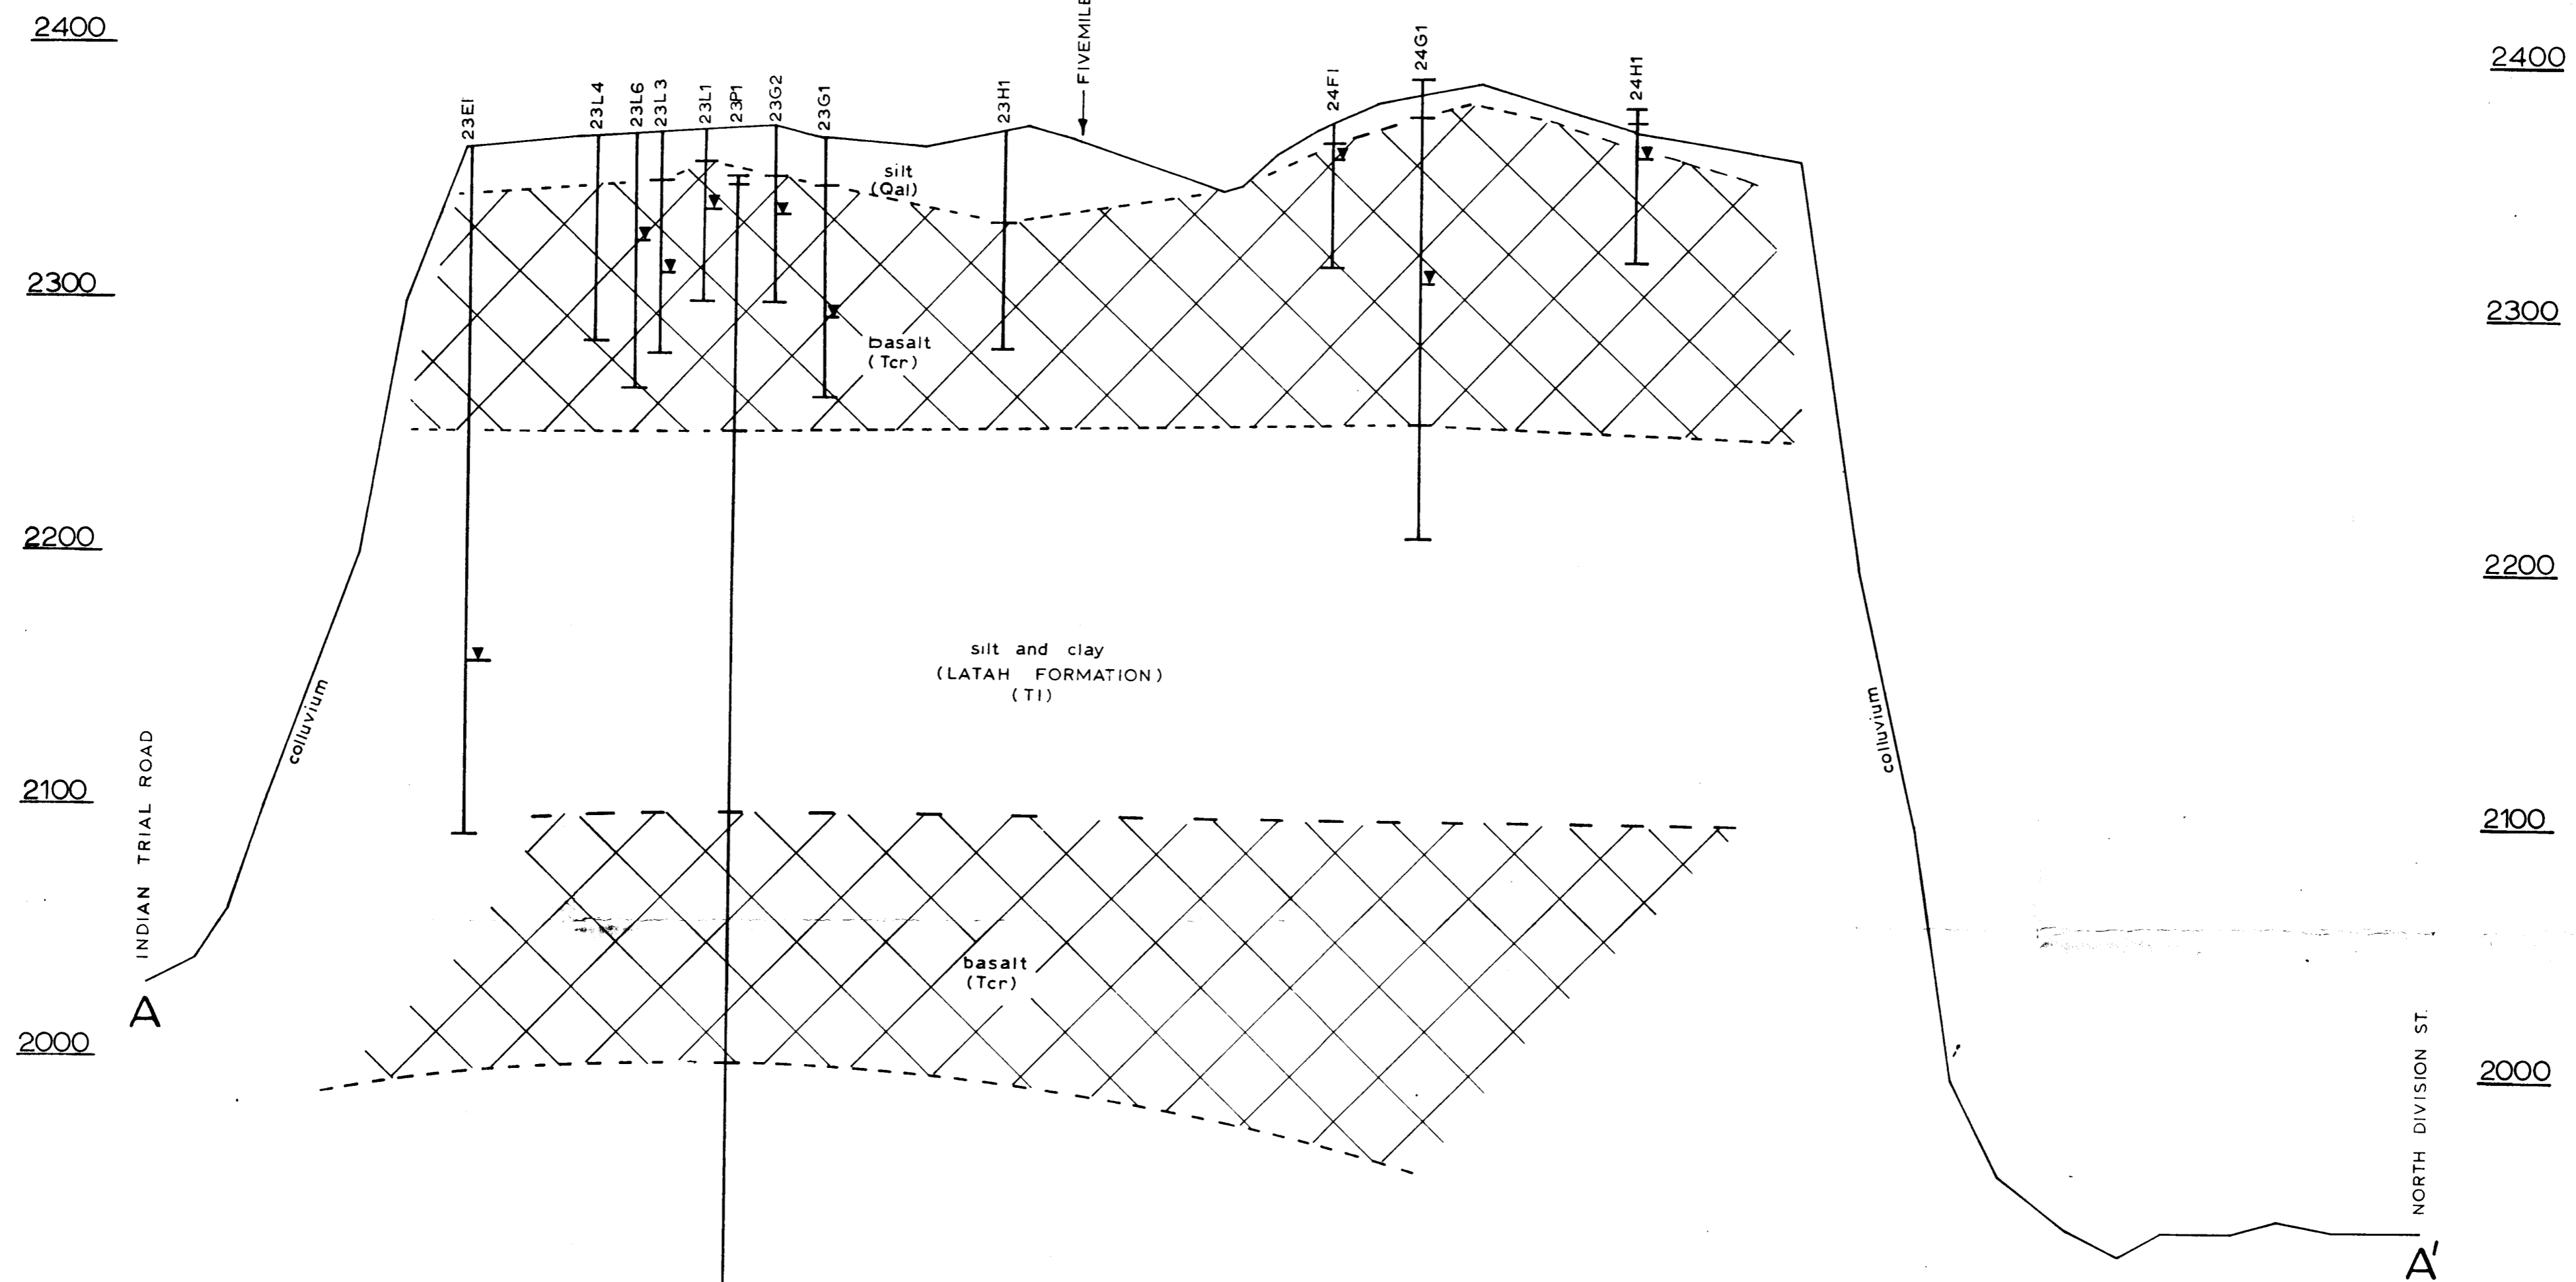 2400
2400
FIVEMILE
23E1
23L4
23L6
23L3
23L1
23P1
23G2
23G1
23H1
24F1
24G1
24H1
silt
(Qal)
2300
2300
basalt
(Tcr)
2200
2200
silt and clay
(LATAH FORMATION)
(Tl)
colluvium
colluvium
INDIAN TRIAL ROAD
2100
2100
basalt
(Tcr)
A
2000
2000
NORTH DIVISION ST.
A'